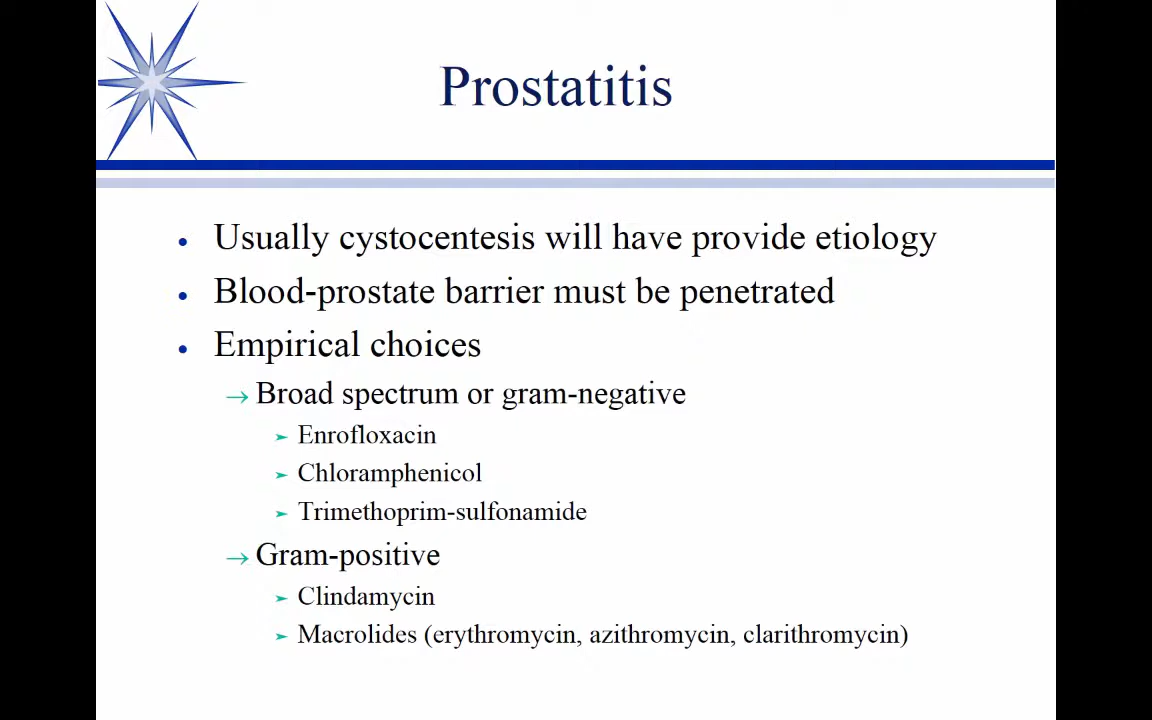 Prostatitis
• Usually cystocentesis will have provide etiology
• Blood-prostate barrier must be penetrated
• Empirical choices
→ Broad spectrum or gram-negative
➢ Enrofloxacin
➢ Chloramphenicol
➢ Trimethoprim-sulfonamide
→ Gram-positive
➢ Clindamycin
➢ Macrolides (erythromycin, azithromycin, clarithromycin)